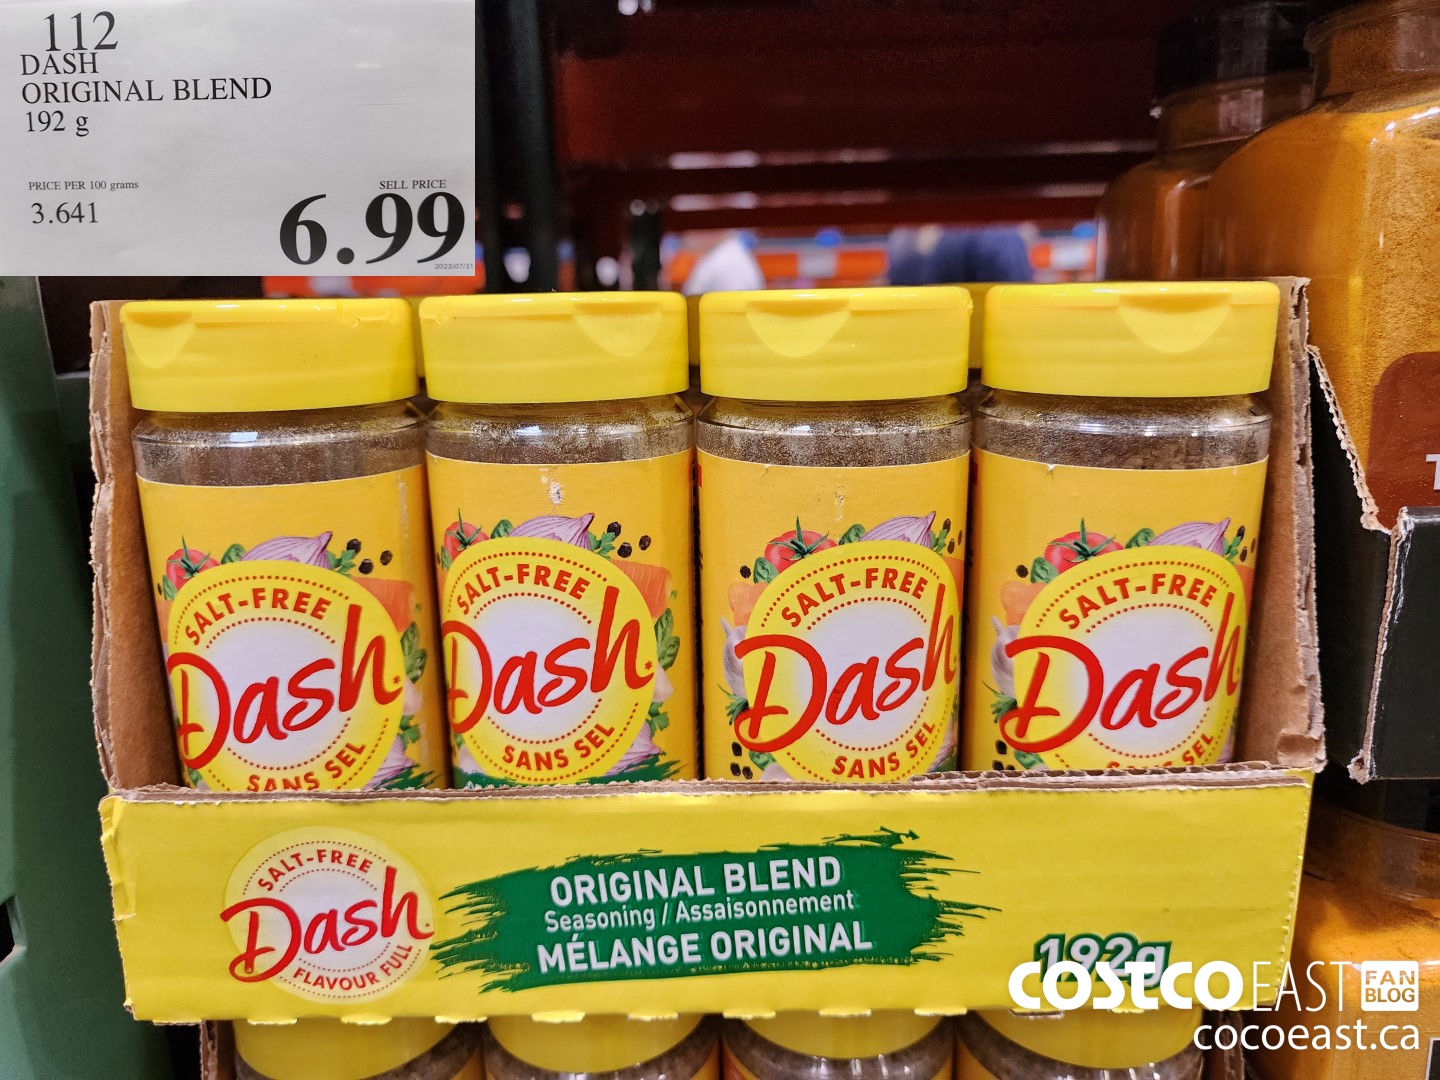 112
DASH
ORIGINAL BLEND
192 g
PRICE PER 100 grams
3.641
SELL PRICE
6.99
2023/07/31
SALT-FREE
Dash
SANS SEL
SALT-FREE
Dash
SANS SEL
SALT-FREE
Dash
SANS SEL
SALT-FREE
Dash
SANS SEL
SALT-FREE
Dash
FLAVOUR FULL
ORIGINAL BLEND
Seasoning / Assaisonnement
MÉLANGE ORIGINAL
192g
T
COSTCO EAST FAN
BLOG
cocoeast.ca